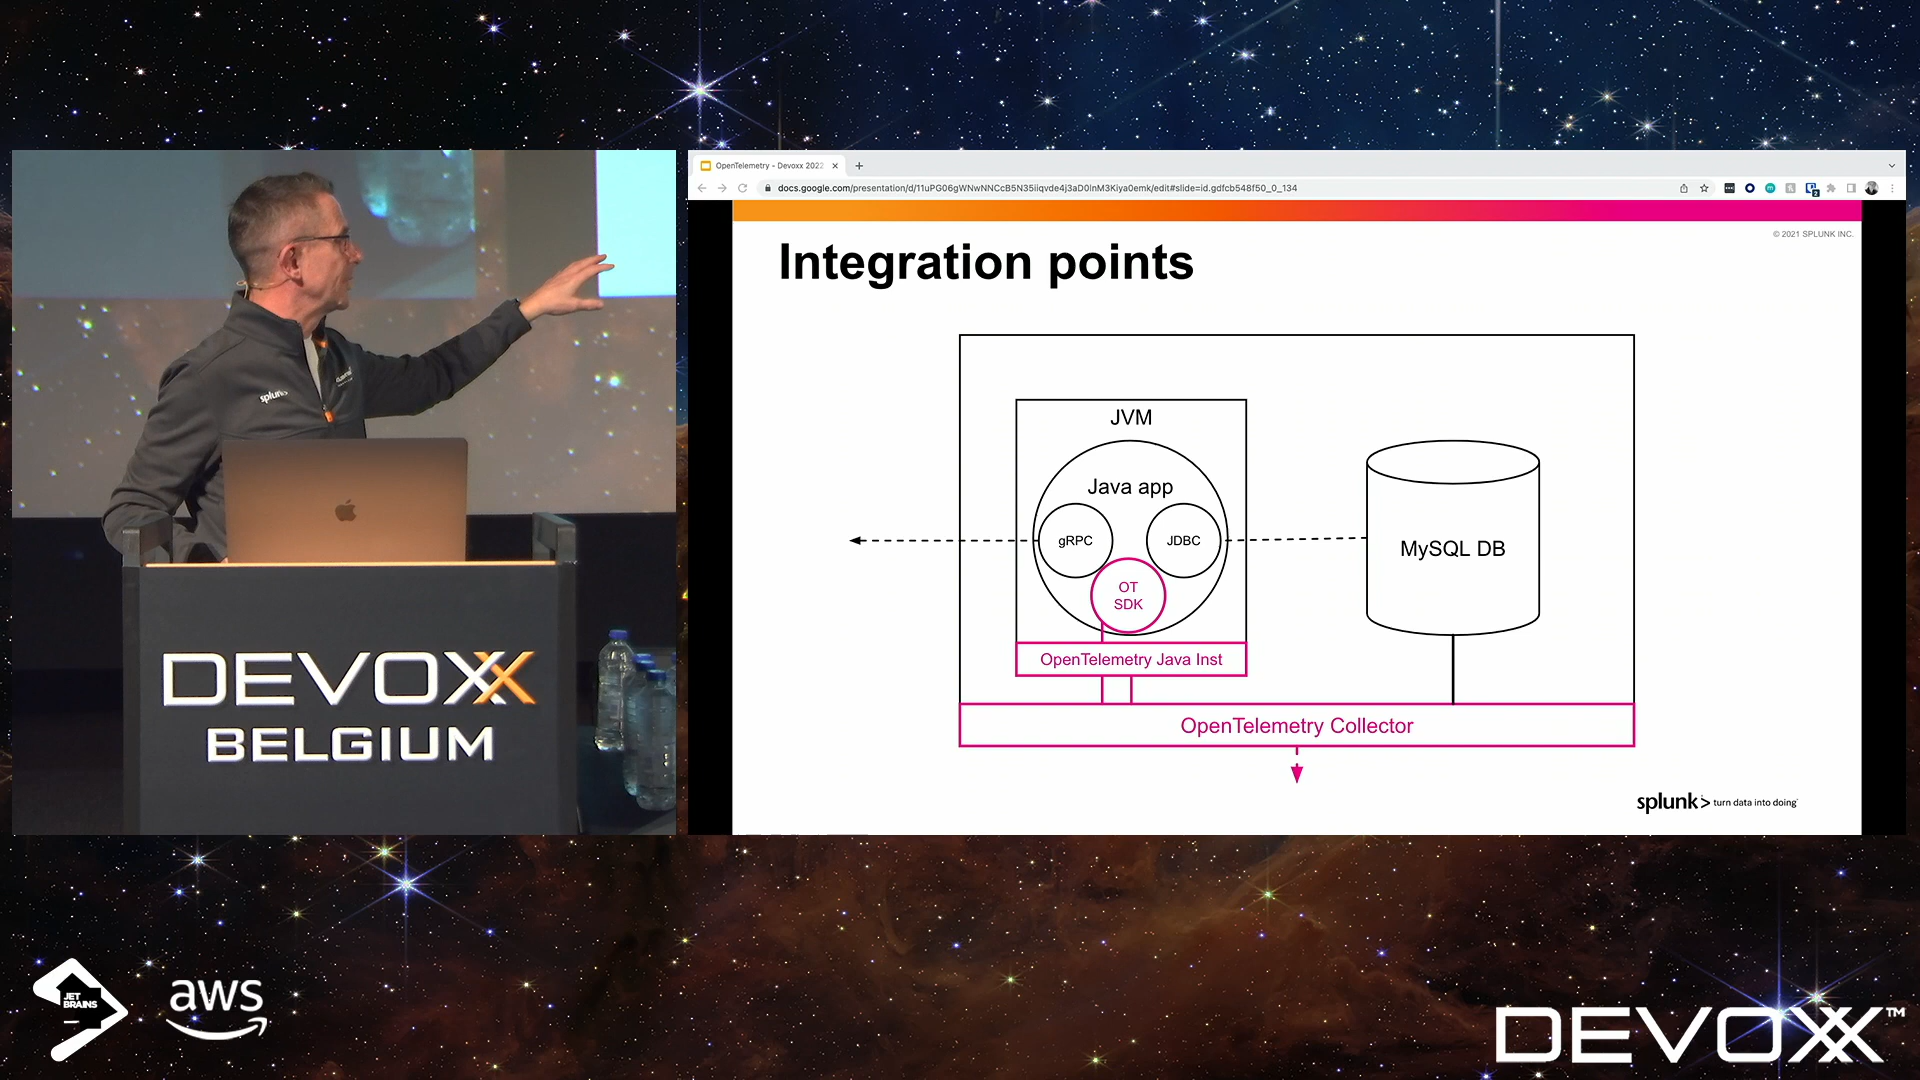 OpenTelemetry - Devoxx 2022
docs.google.com/presentation/d/11uPG06gWNwNNCcB5N35iiqvde4j3aD0lnM3Kiya0emk/edit#slide=id.gdfcb548f50_0_134
© 2021 SPLUNK INC.
Integration points
JVM
Java app
gRPC
JDBC
OT
SDK
MySQL DB
OpenTelemetry Java Inst
OpenTelemetry Collector
splunk> turn data into doing
splunk>
DEVOXX
BELGIUM
JET
BRAINS
aws
DEVOXX™